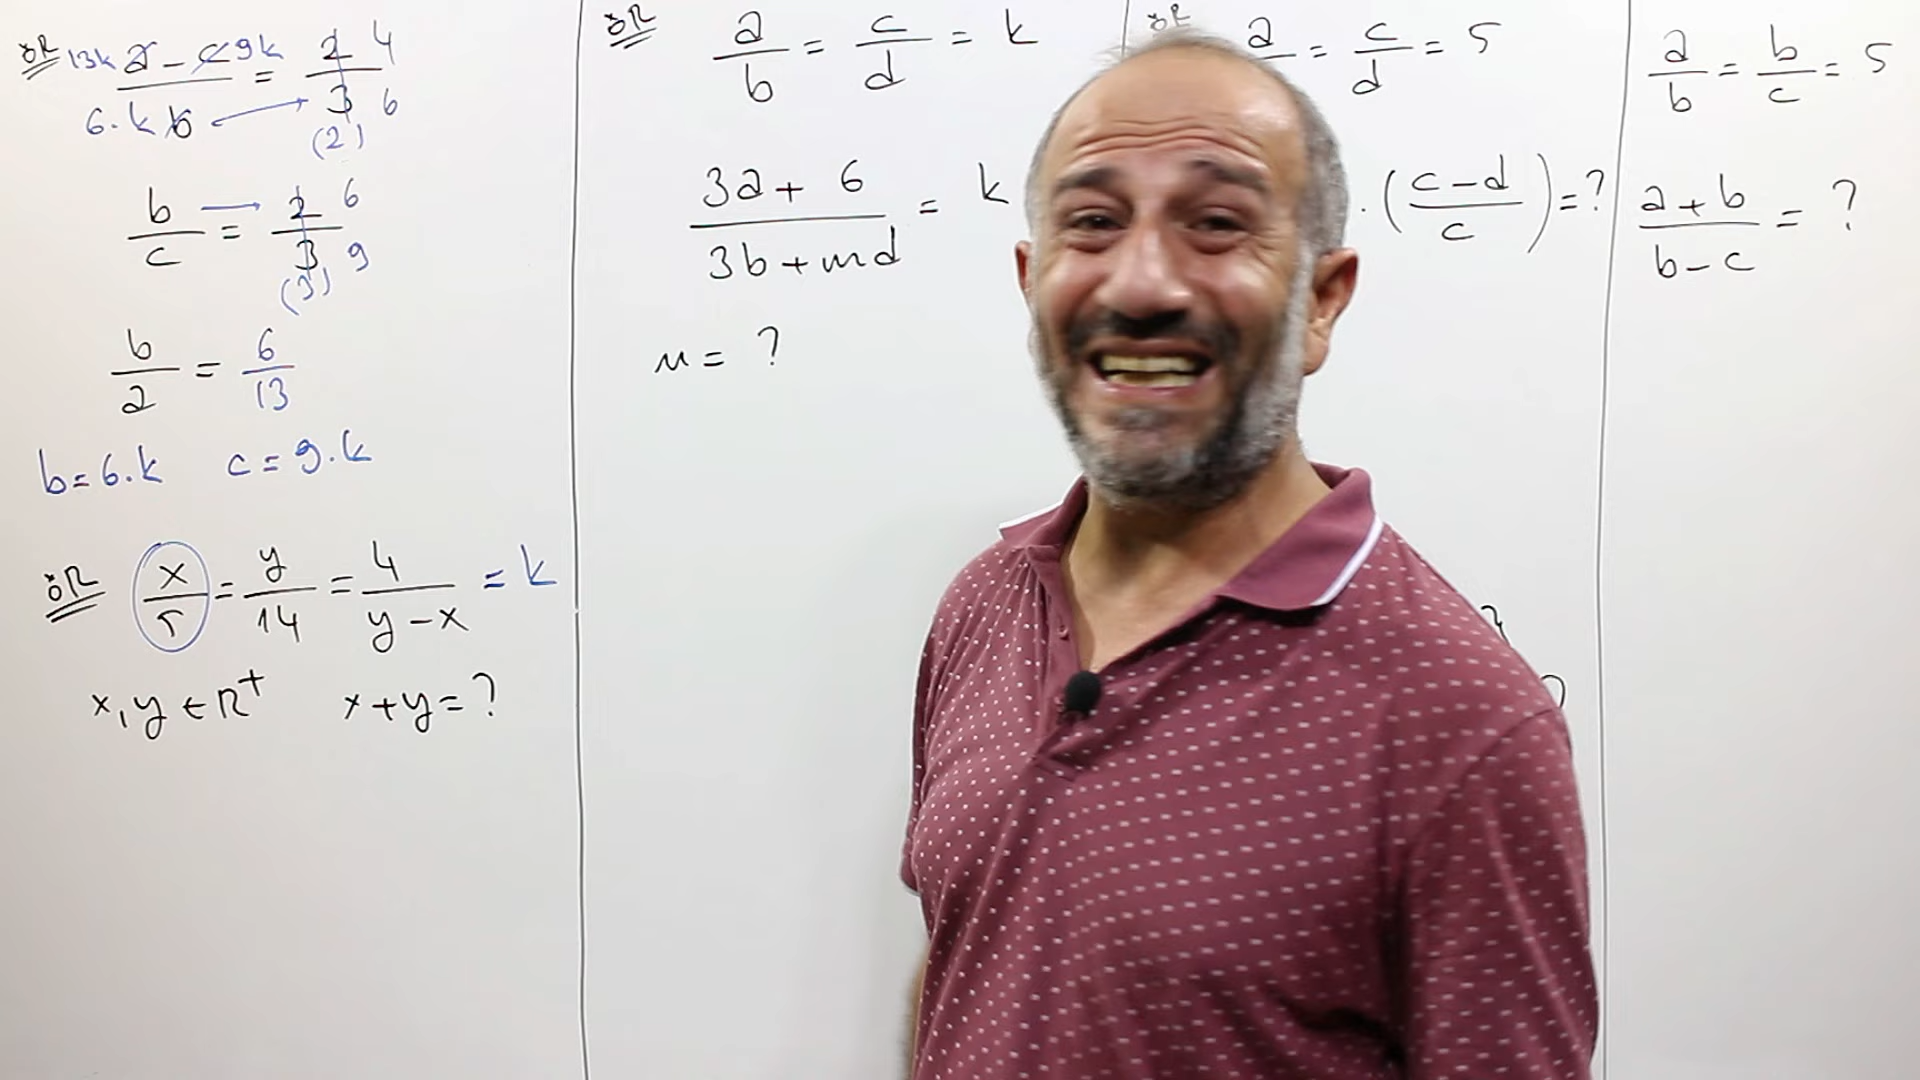 ÖR 13k a - c 9k = 2 4
6.k b 3 6
(2)
b = 2 6
c 3 9
(3)
b = 6
a 13
b=6.k c=9.k
ÖR x = y = 4 = k
5 14 y-x
x,y ∈ R⁺ x+y=?
ÖR a = c = k
b d
3a+ 6 = k
3b+md
m = ?
ÖR a = c = 5
d
. (c-d) = ?
c
a = b = 5
b c
a+b = ?
b-c